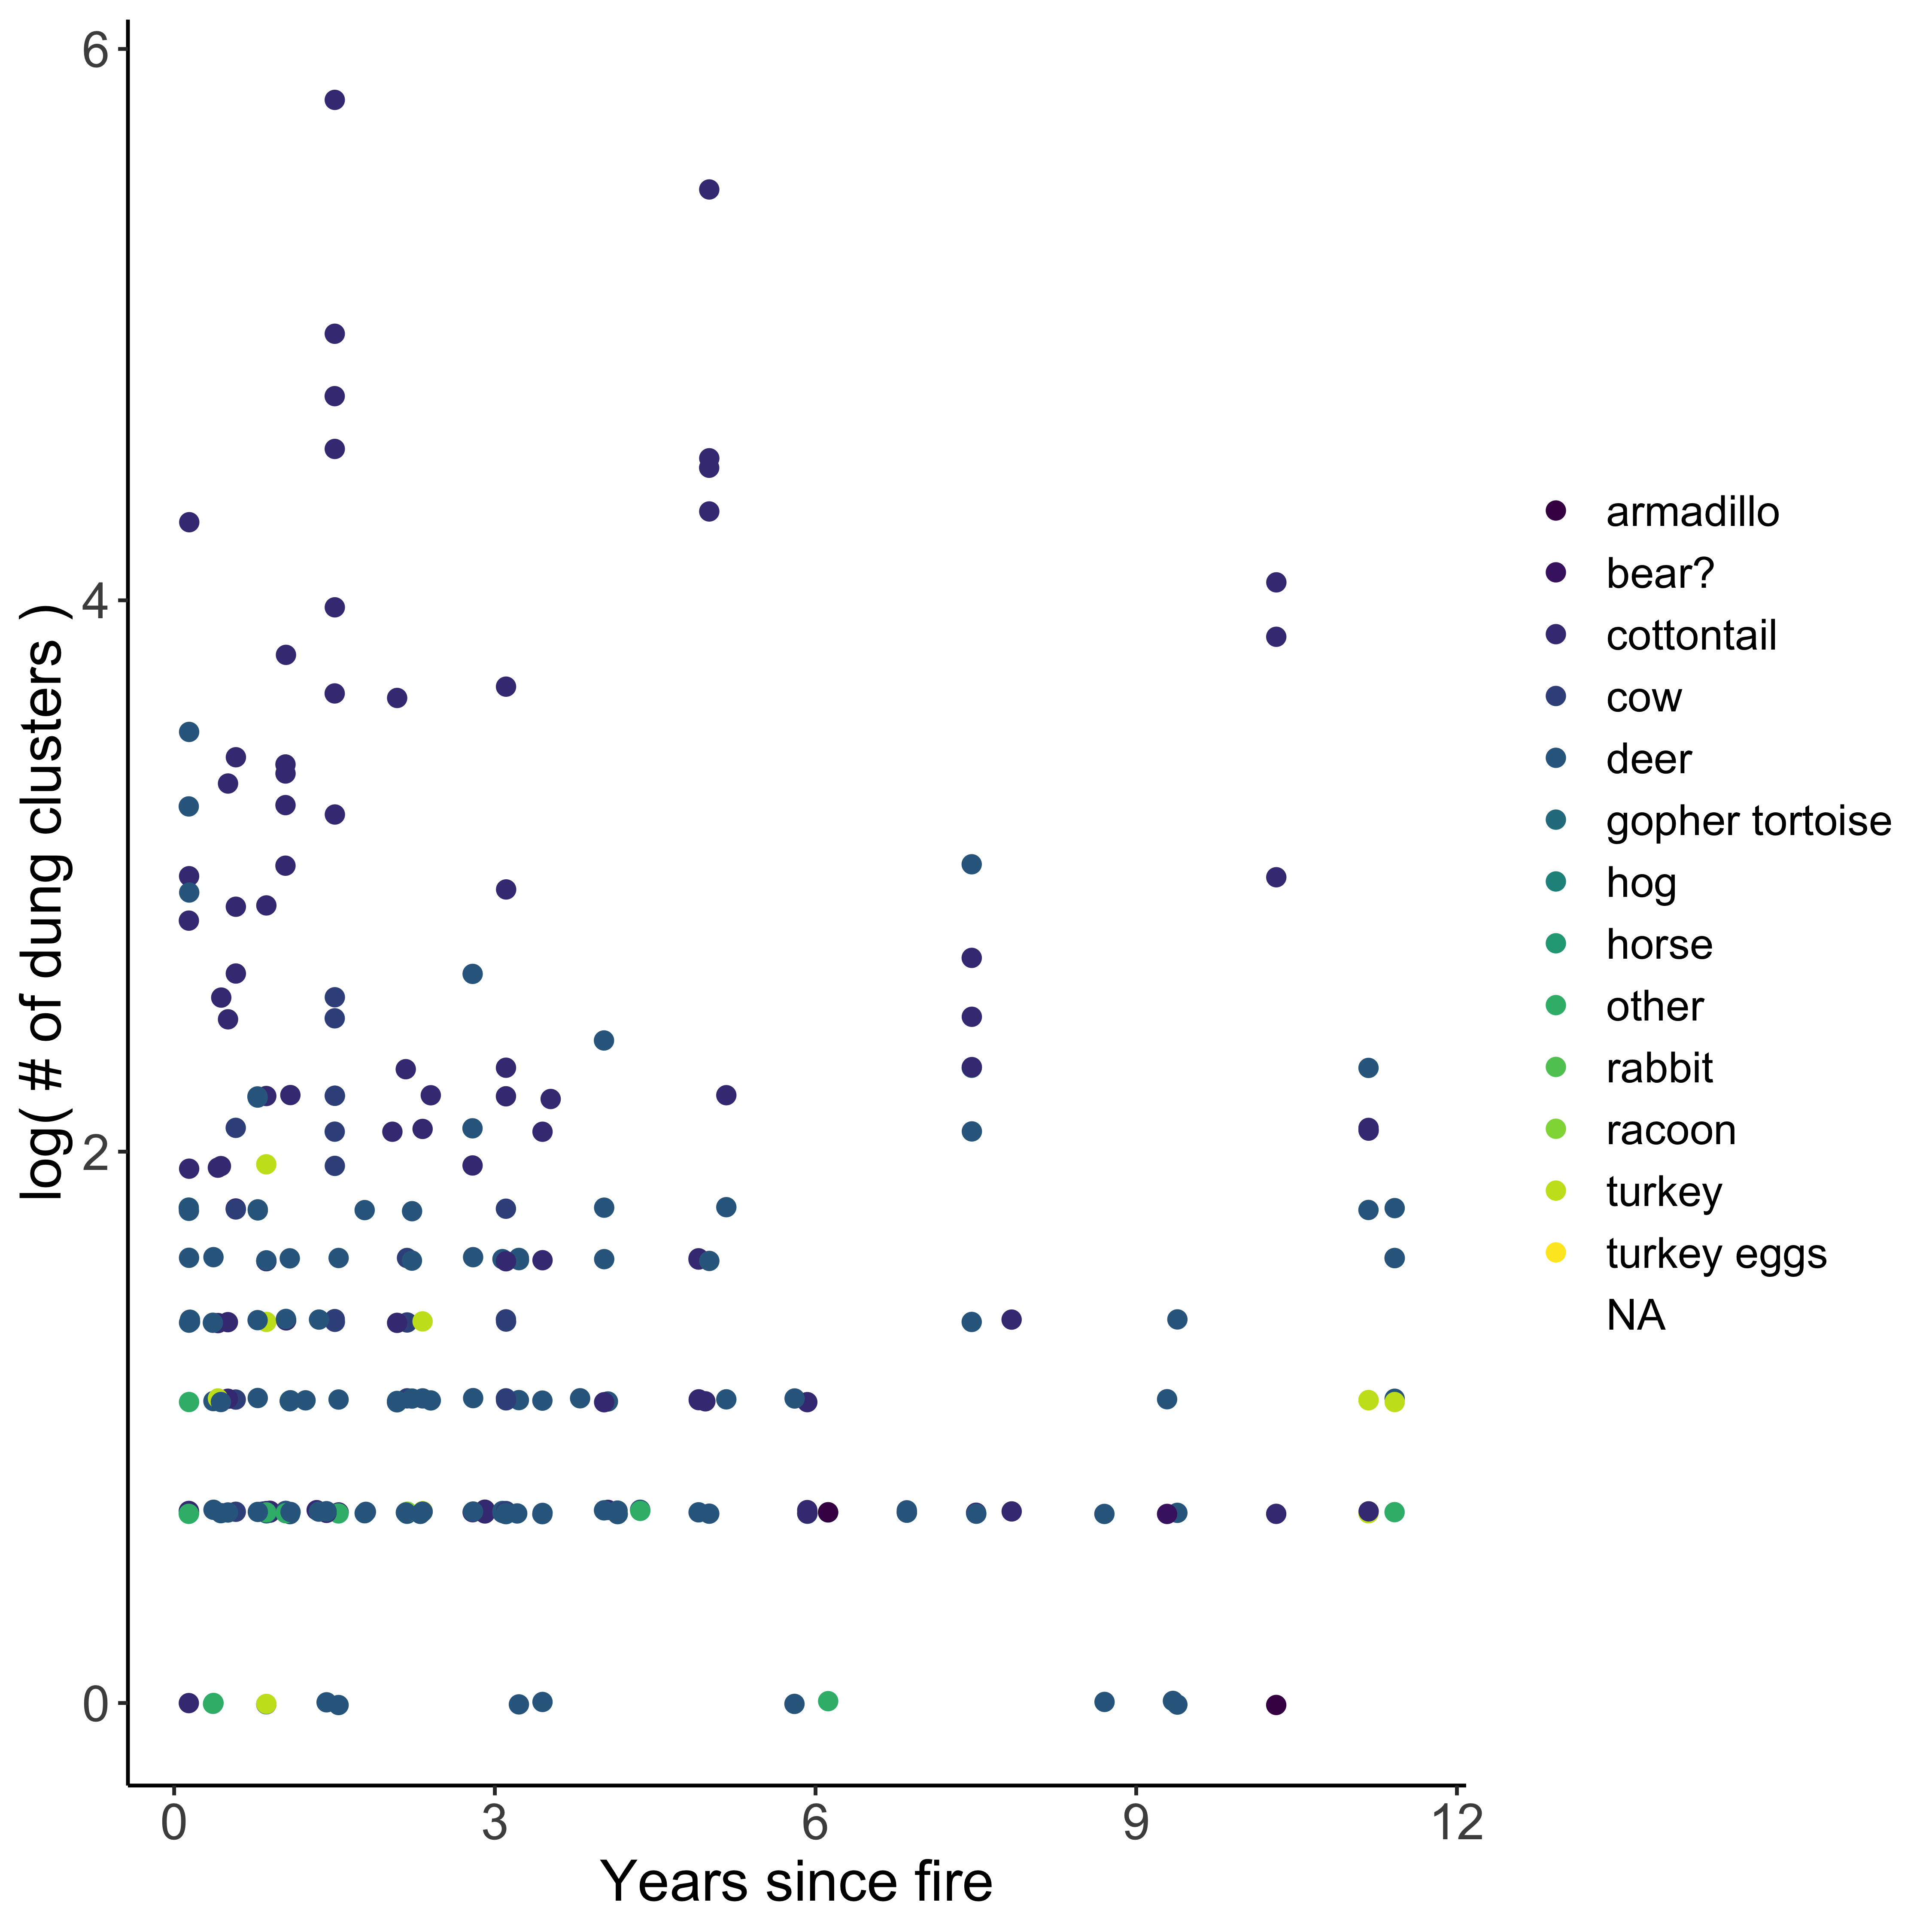 6
4
2
0
log( # of dung clusters )
0 3 6 9 12
Years since fire
armadillo
bear?
cottontail
cow
deer
gopher tortoise
hog
horse
other
rabbit
racoon
turkey
turkey eggs
NA